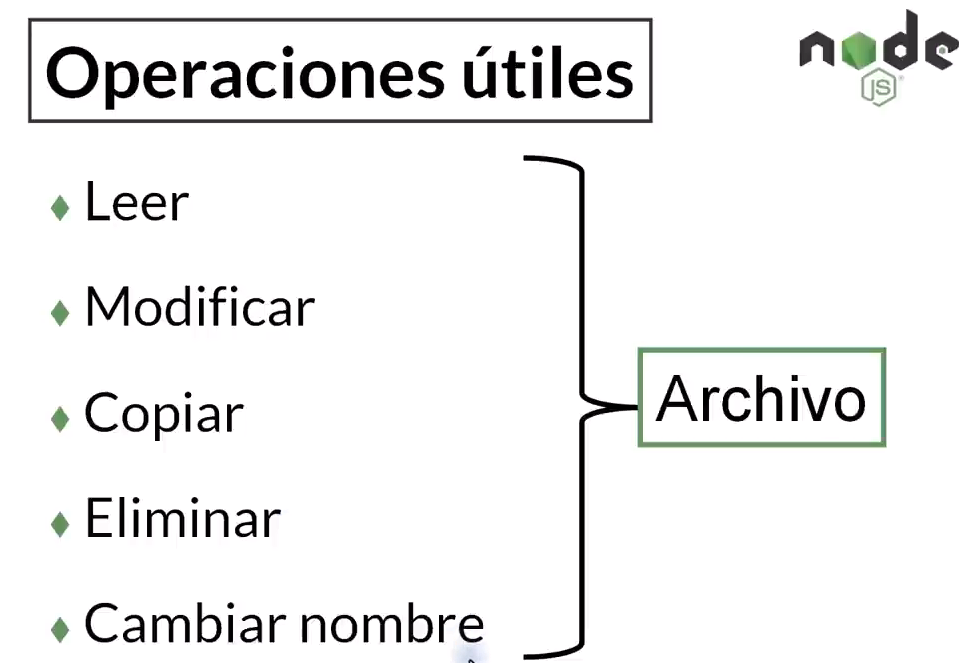 Operaciones útiles
node
JS
Leer
Modificar
Copiar
Eliminar
Cambiar nombre
Archivo